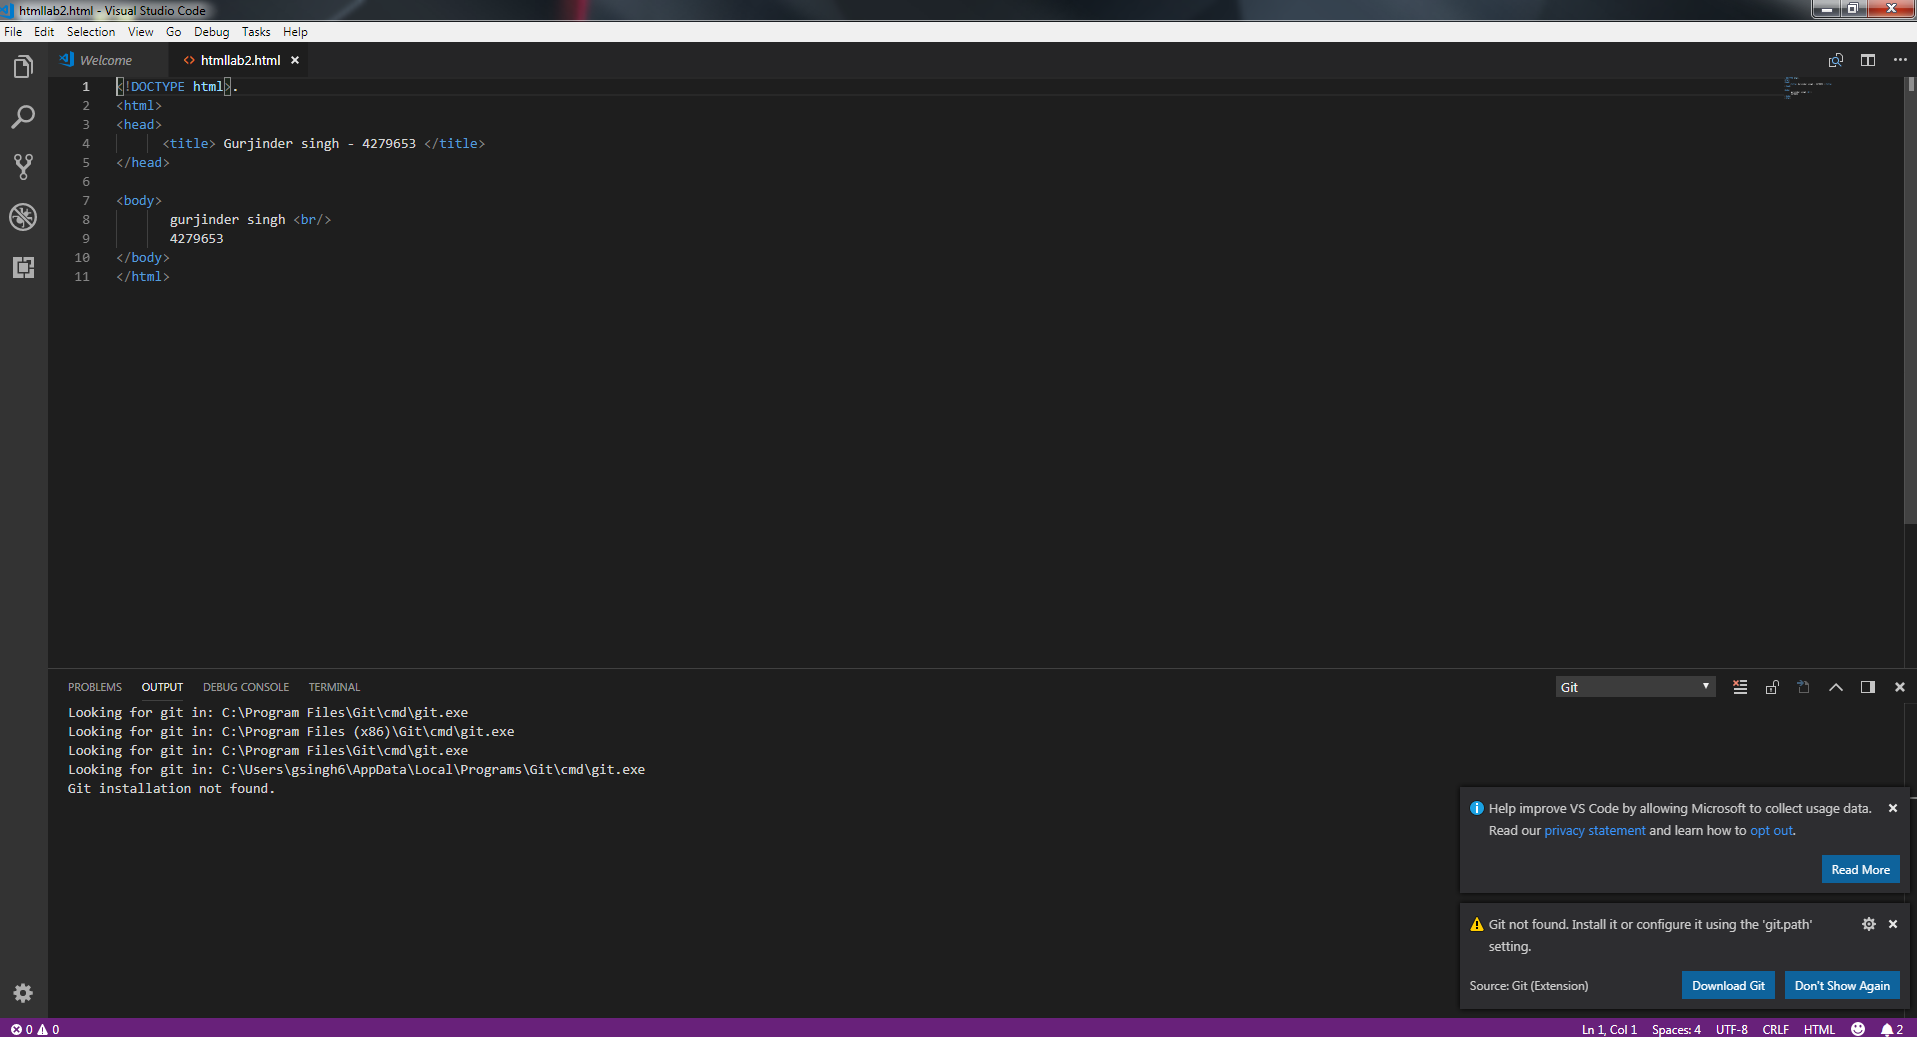 htmllab2.html - Visual Studio Code
File Edit Selection View Go Debug Tasks Help
Welcome htmllab2.html
1 <!DOCTYPE html>.
2 <html>
3 <head>
4 <title> Gurjinder singh - 4279653 </title>
5 </head>
6
7 <body>
8 gurjinder singh <br/>
9 4279653
10 </body>
11 </html>
PROBLEMS OUTPUT DEBUG CONSOLE TERMINAL Git
Looking for git in: C:\Program Files\Git\cmd\git.exe
Looking for git in: C:\Program Files (x86)\Git\cmd\git.exe
Looking for git in: C:\Program Files\Git\cmd\git.exe
Looking for git in: C:\Users\gsingh6\AppData\Local\Programs\Git\cmd\git.exe
Git installation not found.
Help improve VS Code by allowing Microsoft to collect usage data.
Read our privacy statement and learn how to opt out.
Read More
Git not found. Install it or configure it using the 'git.path'
setting.
Source: Git (Extension) Download Git Don't Show Again
0 0 Ln 1, Col 1 Spaces: 4 UTF-8 CRLF HTML 2